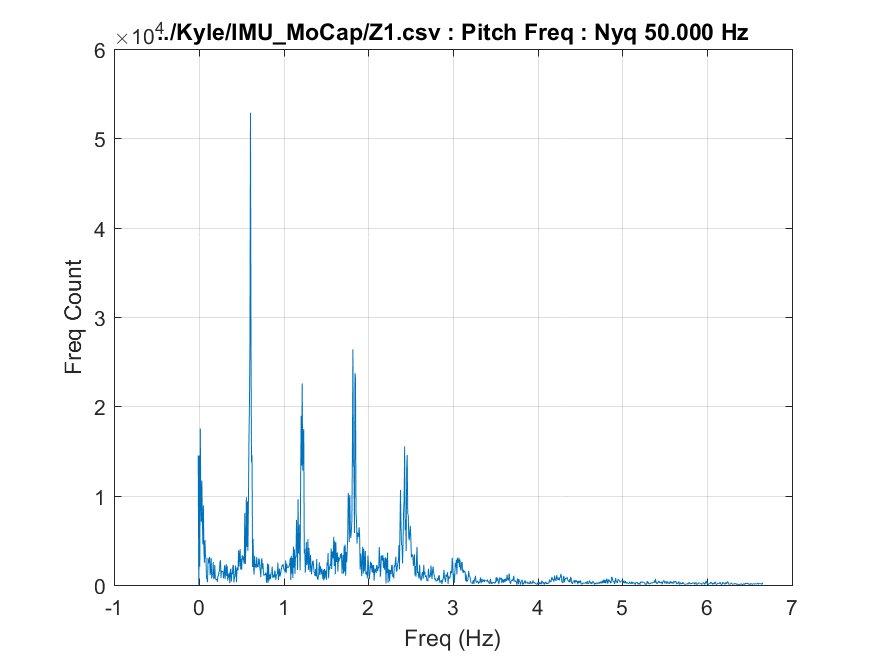 ×10⁴
../Kyle/IMU_MoCap/Z1.csv : Pitch Freq : Nyq 50.000 Hz
6
5
4
3
2
1
0
Freq Count
-1 0 1 2 3 4 5 6 7
Freq (Hz)